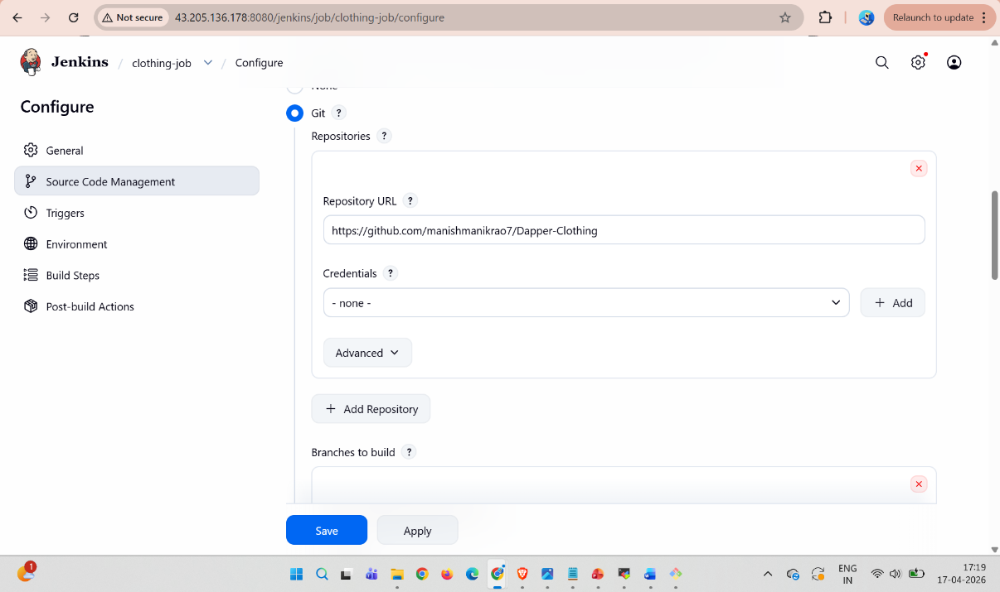 Not secure
43.205.136.178:8080/jenkins/job/clothing-job/configure
Relaunch to update
Jenkins / clothing-job / Configure
Configure
General
Source Code Management
Triggers
Environment
Build Steps
Post-build Actions
None
Git ?
Repositories ?
Repository URL ?
https://github.com/manishmanikrao7/Dapper-Clothing
Credentials ?
- none -
+ Add
Advanced
+ Add Repository
Branches to build ?
Save
Apply
1
ENG
IN
17:19
17-04-2026